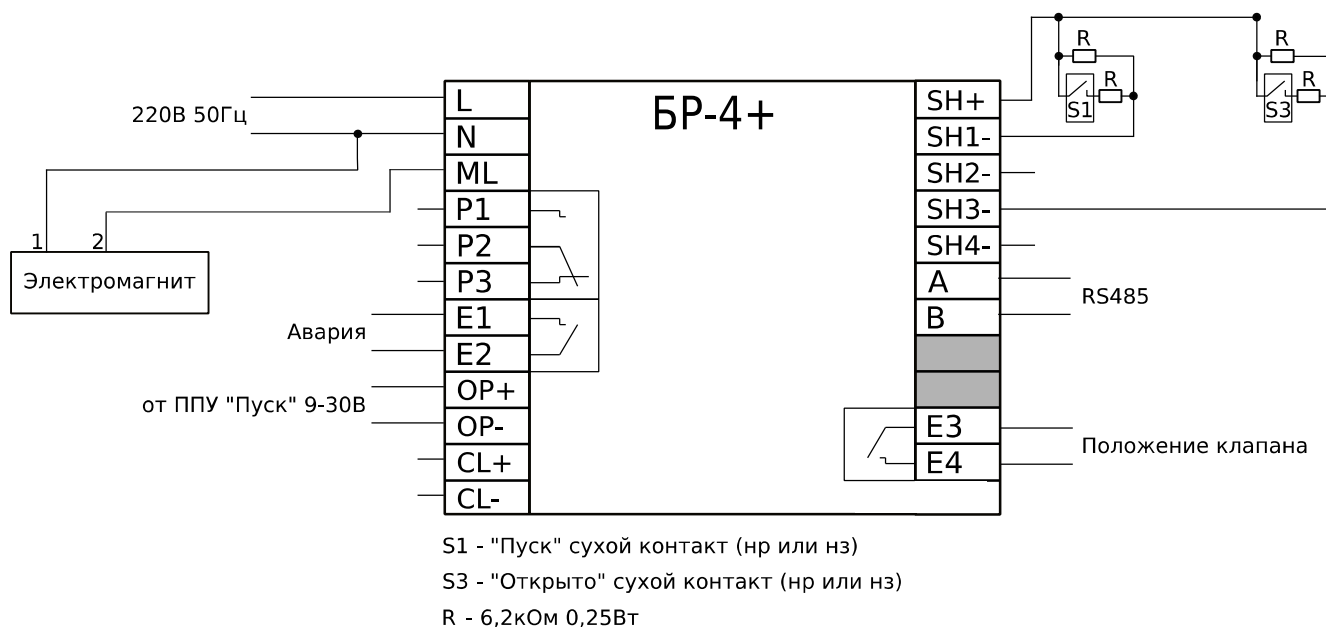 БР-4+
220В 50Гц
L
N
ML
P1
P2
P3
E1
E2
OP+
OP-
CL+
CL-
1
2
Электромагнит
Авария
от ППУ "Пуск" 9-30В
SH+
SH1-
SH2-
SH3-
SH4-
A
B
E3
E4
R
R
S1
R
R
S3
RS485
Положение клапана
S1 - "Пуск" сухой контакт (нр или нз)
S3 - "Открыто" сухой контакт (нр или нз)
R - 6,2кОм 0,25Вт